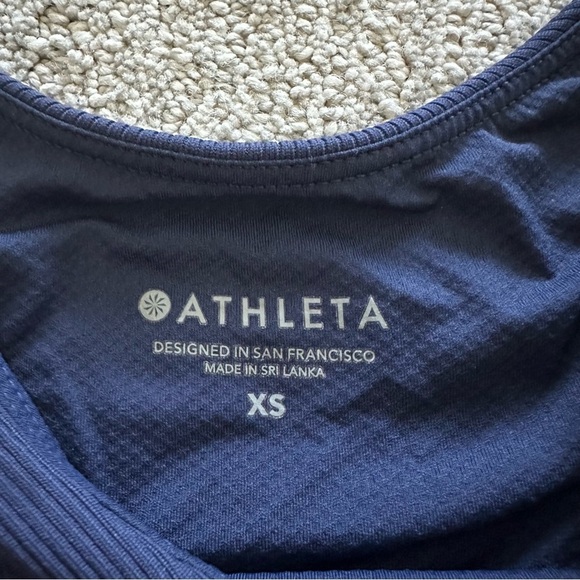 ATHLETA
DESIGNED IN SAN FRANCISCO
MADE IN SRI LANKA
XS